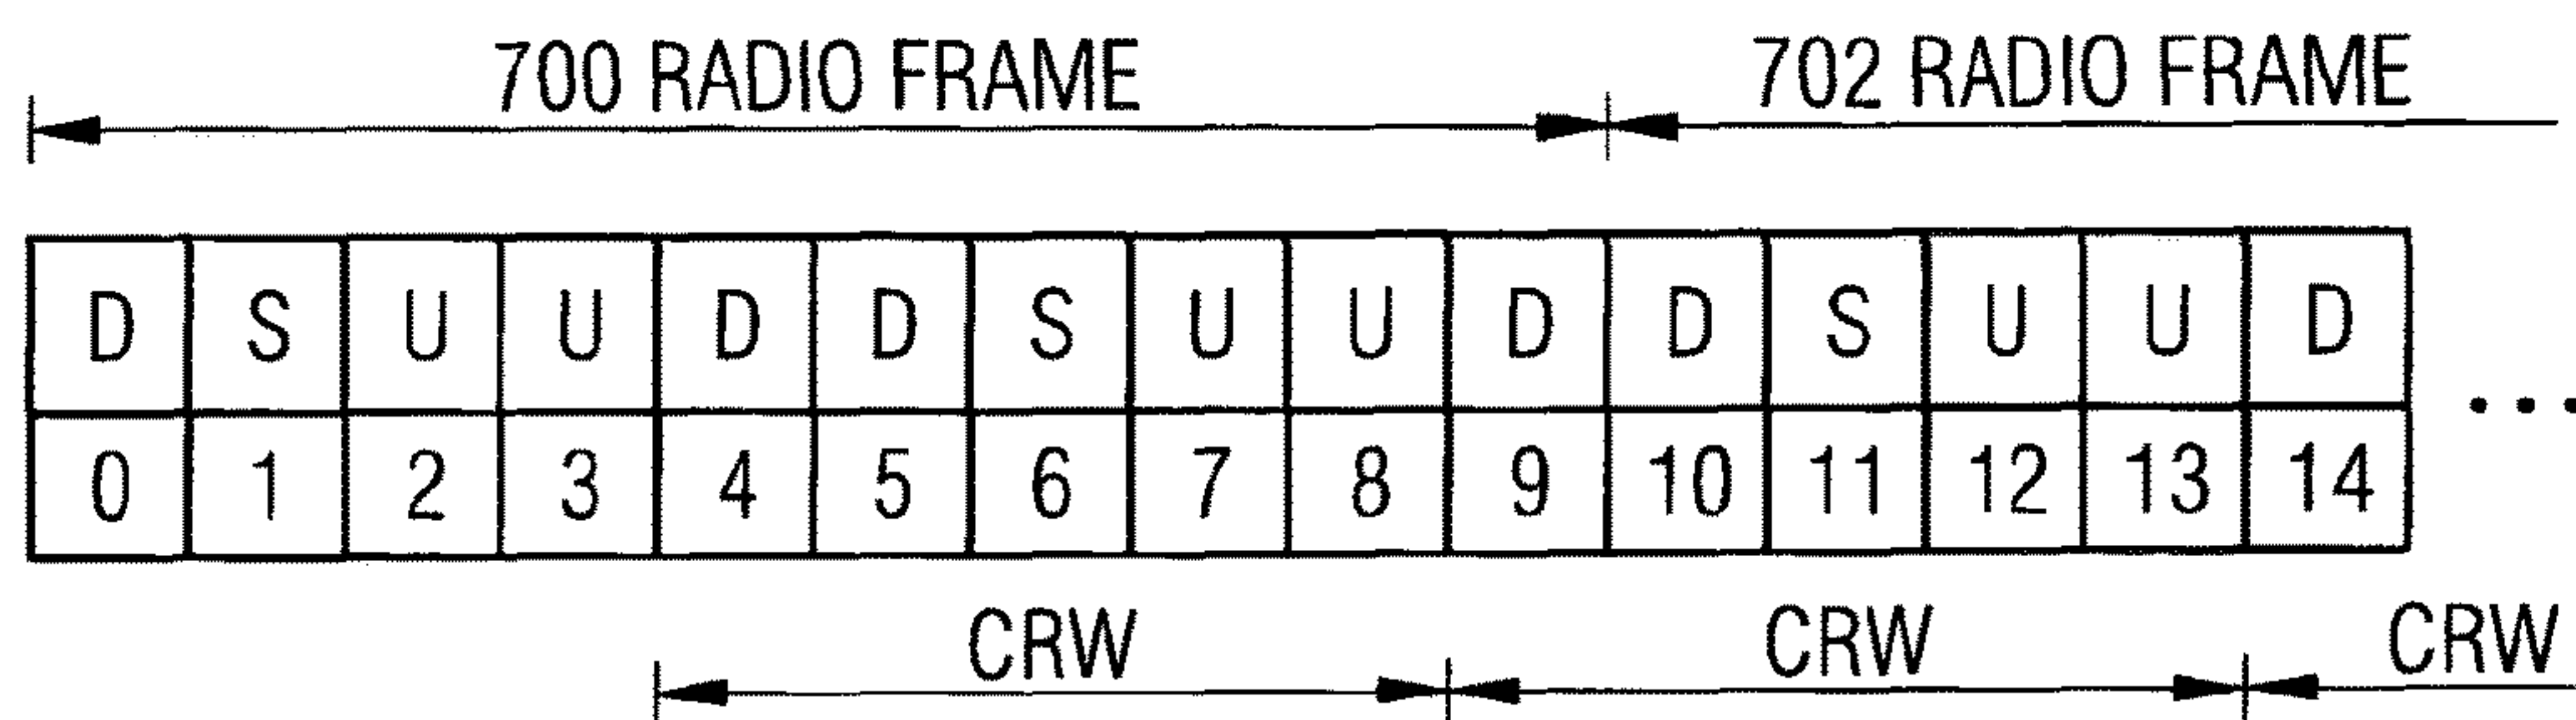 700 RADIO FRAME 702 RADIO FRAME
D S U U D D S U U D D S U U D
0 1 2 3 4 5 6 7 8 9 10 11 12 13 14 ...
CRW CRW CRW